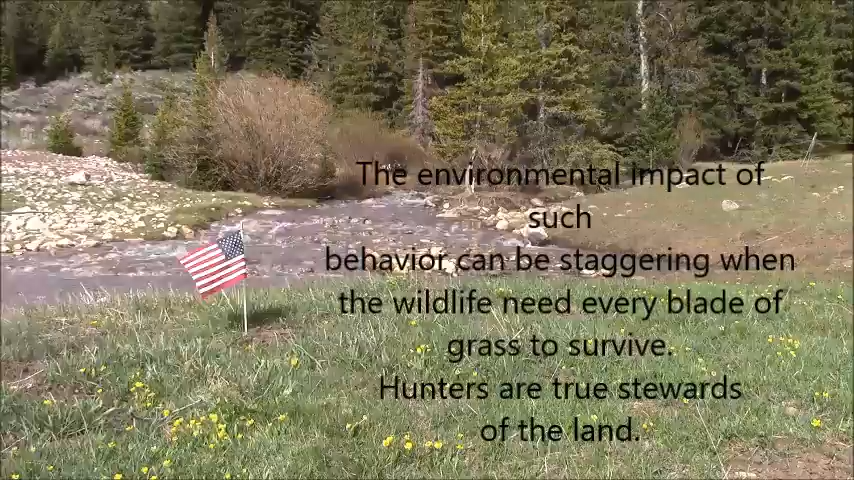 The environmental impact of
such
behavior can be staggering when
the wildlife need every blade of
grass to survive.
Hunters are true stewards
of the land.